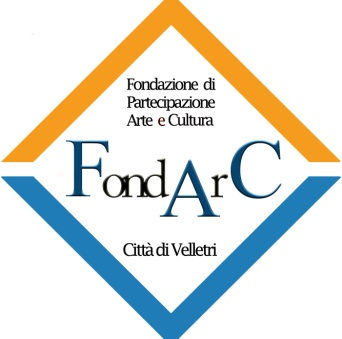 Fondazione di
Partecipazione
Arte e Cultura
FondArC
Città di Velletri